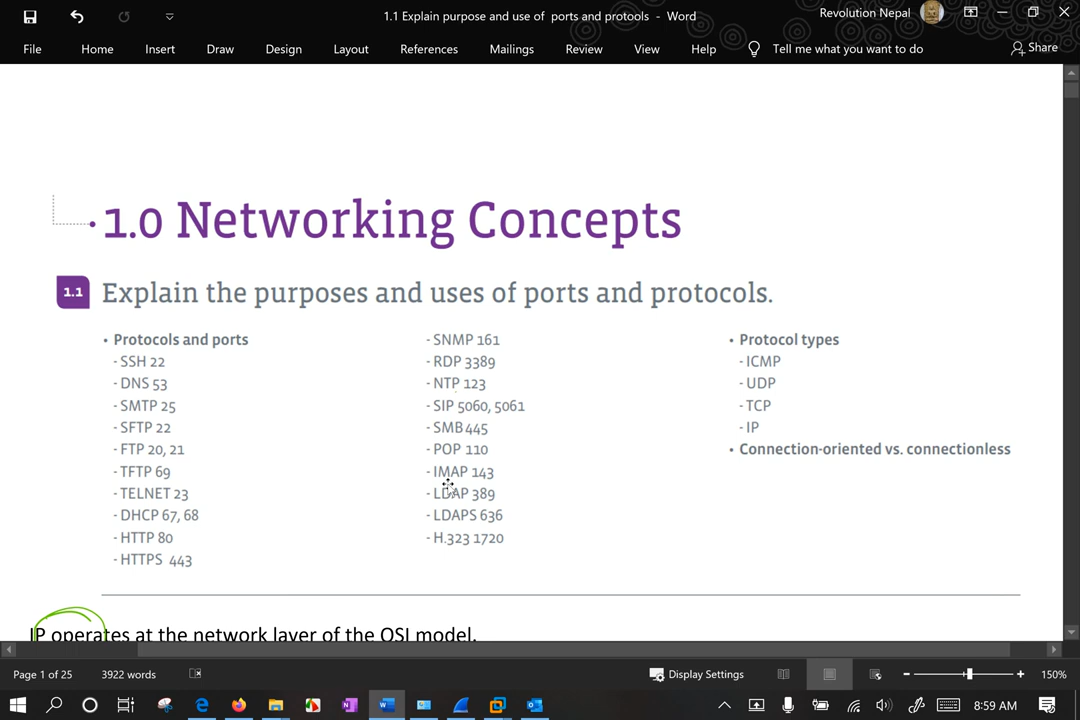 1.1 Explain purpose and use of  ports and protools  -  Word
Revolution Nepal
File Home Insert Draw Design Layout References Mailings Review View Help Tell me what you want to do Share
1.0 Networking Concepts
1.1 Explain the purposes and uses of ports and protocols.
• Protocols and ports
- SSH 22
- DNS 53
- SMTP 25
- SFTP 22
- FTP 20, 21
- TFTP 69
- TELNET 23
- DHCP 67, 68
- HTTP 80
- HTTPS  443
- SNMP 161
- RDP 3389
- NTP 123
- SIP 5060, 5061
- SMB 445
- POP 110
- IMAP 143
- LDAP 389
- LDAPS 636
- H.323 1720
• Protocol types
- ICMP
- UDP
- TCP
- IP
• Connection-oriented vs. connectionless
IP operates at the network layer of the OSI model.
Page 1 of 25 3922 words Display Settings 150%
8:59 AM